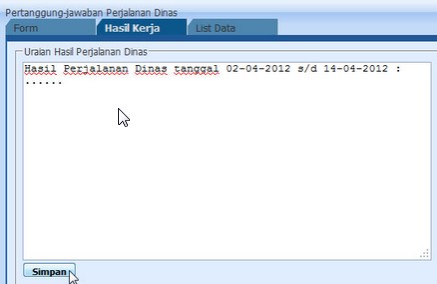 Pertanggung-Jawaban Perjalanan Dinas
Form Hasil Kerja List Data
Uraian Hasil Perjalanan Dinas
Hasil Perjalanan Dinas tanggal 02-04-2012 s/d 14-04-2012 :
......
Simpan